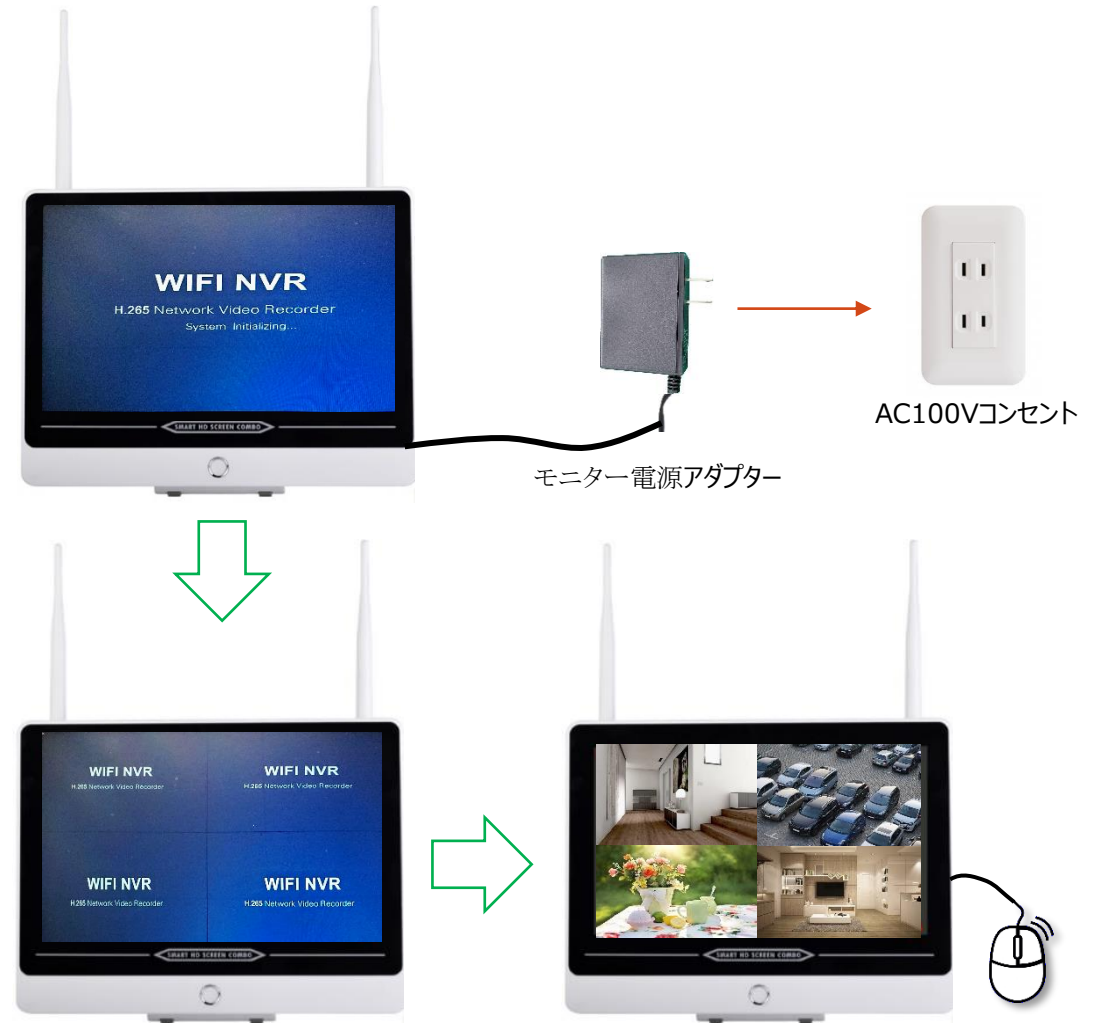 WIFI NVR
H.265 Network Video Recorder
System Initializing...
SMART HD SCREEN COMBO
AC100Vコンセント
モニター電源アダプター
WIFI NVR
H.265 Network Video Recorder
WIFI NVR
H.265 Network Video Recorder
WIFI NVR
H.265 Network Video Recorder
WIFI NVR
H.265 Network Video Recorder
SMART HD SCREEN COMBO
SMART HD SCREEN COMBO